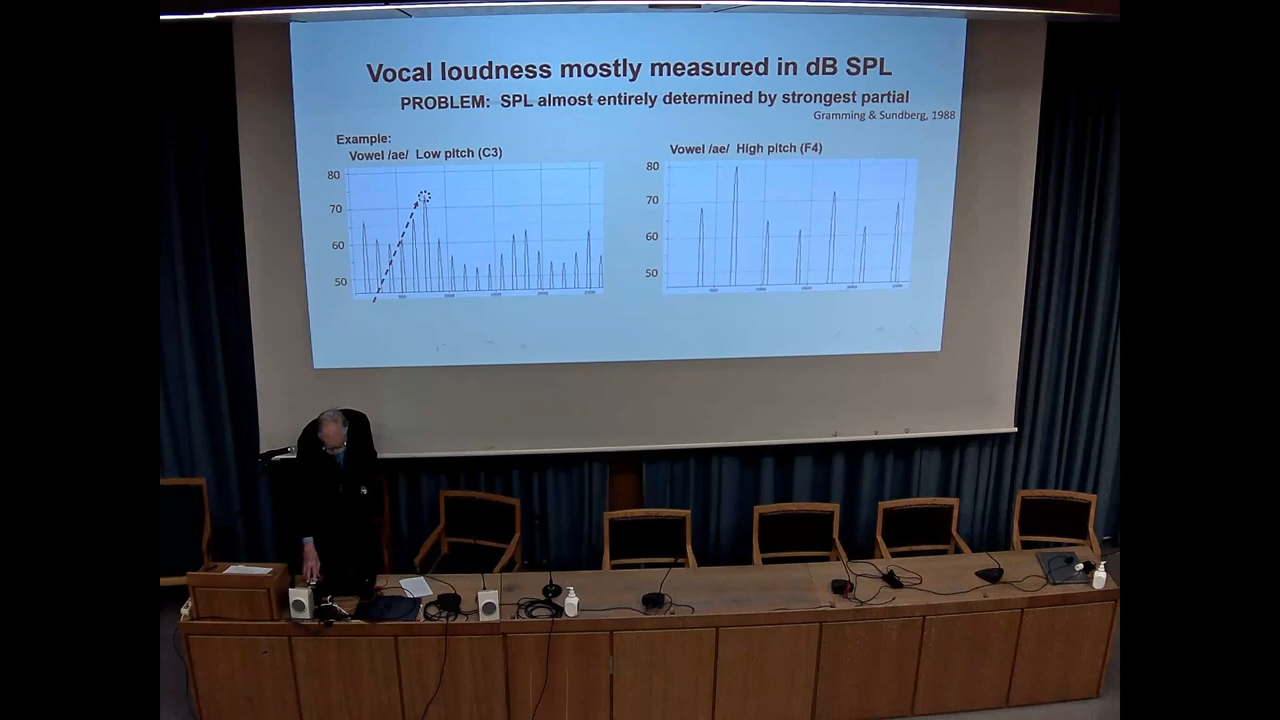 Vocal loudness mostly measured in dB SPL
PROBLEM: SPL almost entirely determined by strongest partial
Gramming & Sundberg, 1988
Example:
Vowel /ae/ Low pitch (C3)
80
70
60
50
Vowel /ae/ High pitch (F4)
80
70
60
50